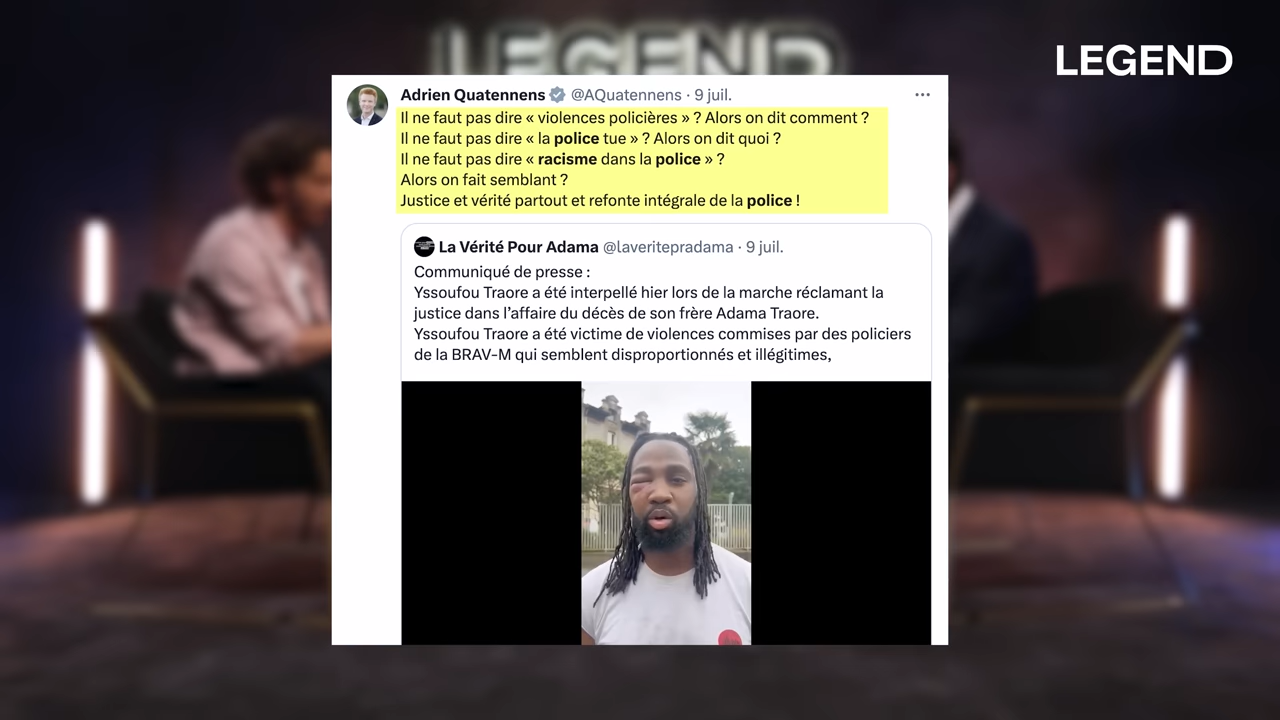 LEGEND
LEGEND
Adrien Quatennens @AQuatennens · 9 juil.
Il ne faut pas dire « violences policières » ? Alors on dit comment ?
Il ne faut pas dire « la police tue » ? Alors on dit quoi ?
Il ne faut pas dire « racisme dans la police » ?
Alors on fait semblant ?
Justice et vérité partout et refonte intégrale de la police !
La Vérité Pour Adama @laveritepradama · 9 juil.
Communiqué de presse :
Yssoufou Traore a été interpellé hier lors de la marche réclamant la
justice dans l’affaire du décès de son frère Adama Traore.
Yssoufou Traore a été victime de violences commises par des policiers
de la BRAV-M qui semblent disproportionnés et illégitimes,